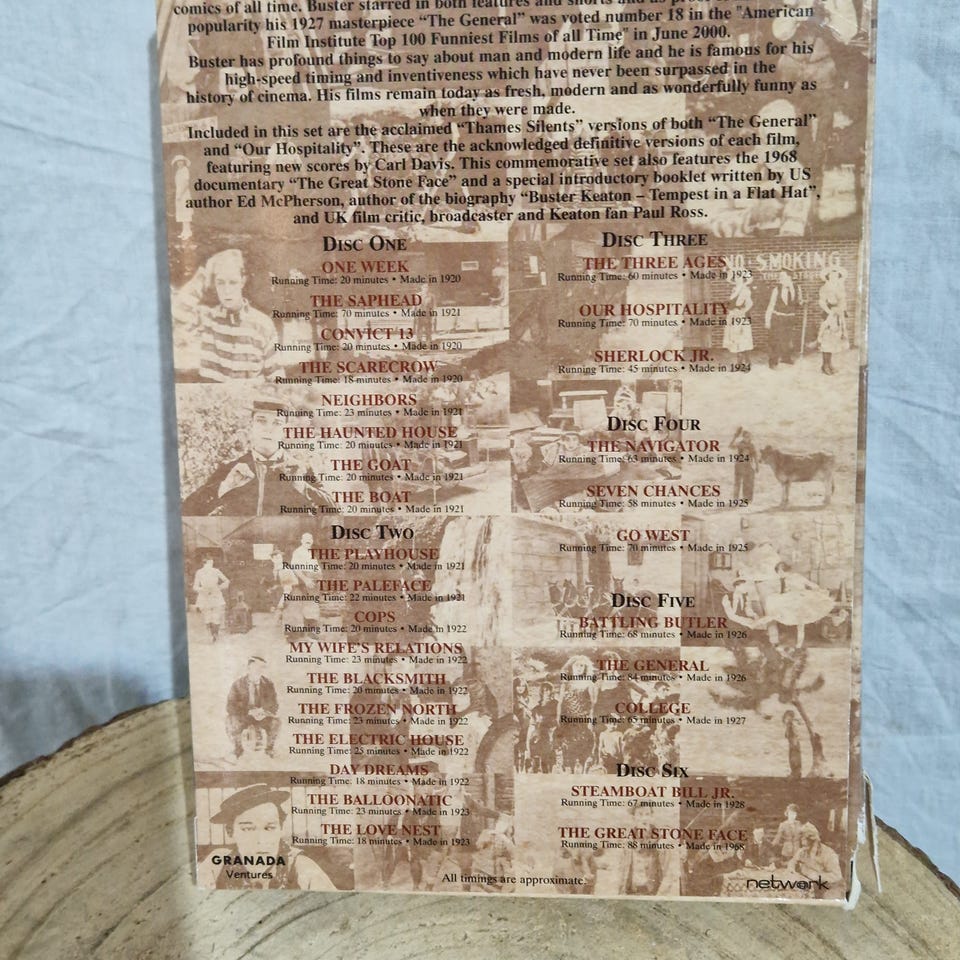 comics of all time. Buster starred in both features and shorts and as proof
popularity his 1927 masterpiece “The General” was voted number 18 in the "American
Film Institute Top 100 Funniest Films of all Time" in June 2000.
Buster has profound things to say about man and modern life and he is famous for his
high-speed timing and inventiveness which have never been surpassed in the
history of cinema. His films remain today as fresh, modern and as wonderfully funny as
when they were made.
Included in this set are the acclaimed “Thames Silents” versions of both “The General”
and “Our Hospitality”. These are the acknowledged definitive versions of each film,
featuring new scores by Carl Davis. This commemorative set also features the 1968
documentary “The Great Stone Face” and a special introductory booklet written by US
author Ed McPherson, author of the biography “Buster Keaton – Tempest in a Flat Hat”,
and UK film critic, broadcaster and Keaton fan Paul Ross.
DISC ONE
ONE WEEK
Running Time: 20 minutes • Made in 1920
THE SAPHEAD
Running Time: 70 minutes • Made in 1921
CONVICT 13
Running Time: 20 minutes • Made in 1920
THE SCARECROW
Running Time: 18 minutes • Made in 1920
NEIGHBORS
Running Time: 23 minutes • Made in 1921
THE HAUNTED HOUSE
Running Time: 20 minutes • Made in 1921
THE GOAT
Running Time: 20 minutes • Made in 1921
THE BOAT
Running Time: 20 minutes • Made in 1921
DISC TWO
THE PLAYHOUSE
Running Time: 20 minutes • Made in 1921
THE PALEFACE
Running Time: 22 minutes • Made in 1921
COPS
Running Time: 20 minutes • Made in 1922
MY WIFE'S RELATIONS
Running Time: 23 minutes • Made in 1922
THE BLACKSMITH
Running Time: 20 minutes • Made in 1922
THE FROZEN NORTH
Running Time: 23 minutes • Made in 1922
THE ELECTRIC HOUSE
Running Time: 25 minutes • Made in 1922
DAY DREAMS
Running Time: 18 minutes • Made in 1922
THE BALLOONATIC
Running Time: 23 minutes • Made in 1923
THE LOVE NEST
Running Time: 18 minutes • Made in 1923
DISC THREE
THE THREE AGES
Running Time: 60 minutes • Made in 1923
OUR HOSPITALITY
Running Time: 70 minutes • Made in 1923
SHERLOCK JR.
Running Time: 45 minutes • Made in 1924
DISC FOUR
THE NAVIGATOR
Running Time: 63 minutes • Made in 1924
SEVEN CHANCES
Running Time: 58 minutes • Made in 1925
GO WEST
Running Time: 70 minutes • Made in 1925
DISC FIVE
BATTLING BUTLER
Running Time: 68 minutes • Made in 1926
THE GENERAL
Running Time: 84 minutes • Made in 1926
COLLEGE
Running Time: 65 minutes • Made in 1927
DISC SIX
STEAMBOAT BILL JR.
Running Time: 67 minutes • Made in 1928
THE GREAT STONE FACE
Running Time: 88 minutes • Made in 1968
NO SMOKING
GRANADA
Ventures
All timings are approximate.
network